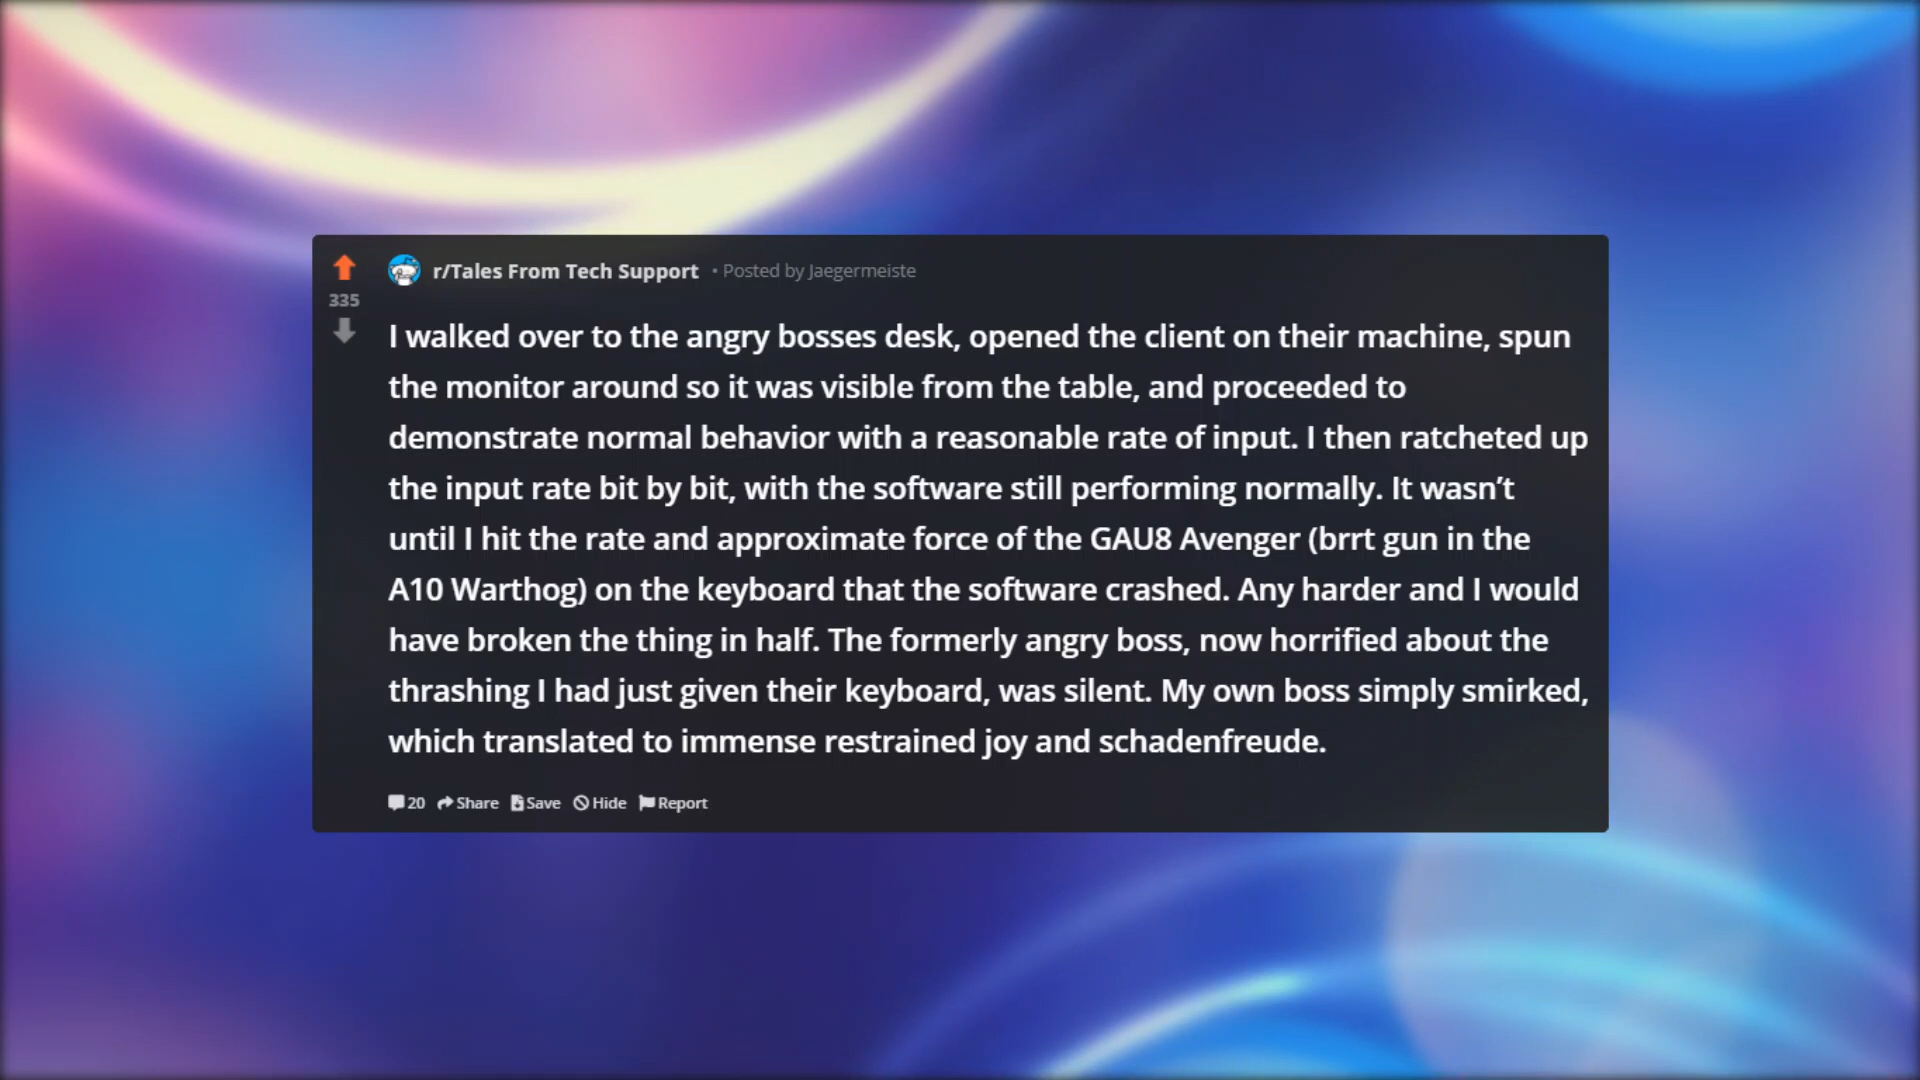 r/Tales From Tech Support • Posted by Jaegermeiste
335
I walked over to the angry bosses desk, opened the client on their machine, spun
the monitor around so it was visible from the table, and proceeded to
demonstrate normal behavior with a reasonable rate of input. I then ratcheted up
the input rate bit by bit, with the software still performing normally. It wasn’t
until I hit the rate and approximate force of the GAU8 Avenger (brrt gun in the
A10 Warthog) on the keyboard that the software crashed. Any harder and I would
have broken the thing in half. The formerly angry boss, now horrified about the
thrashing I had just given their keyboard, was silent. My own boss simply smirked,
which translated to immense restrained joy and schadenfreude.
20 Share Save Hide Report